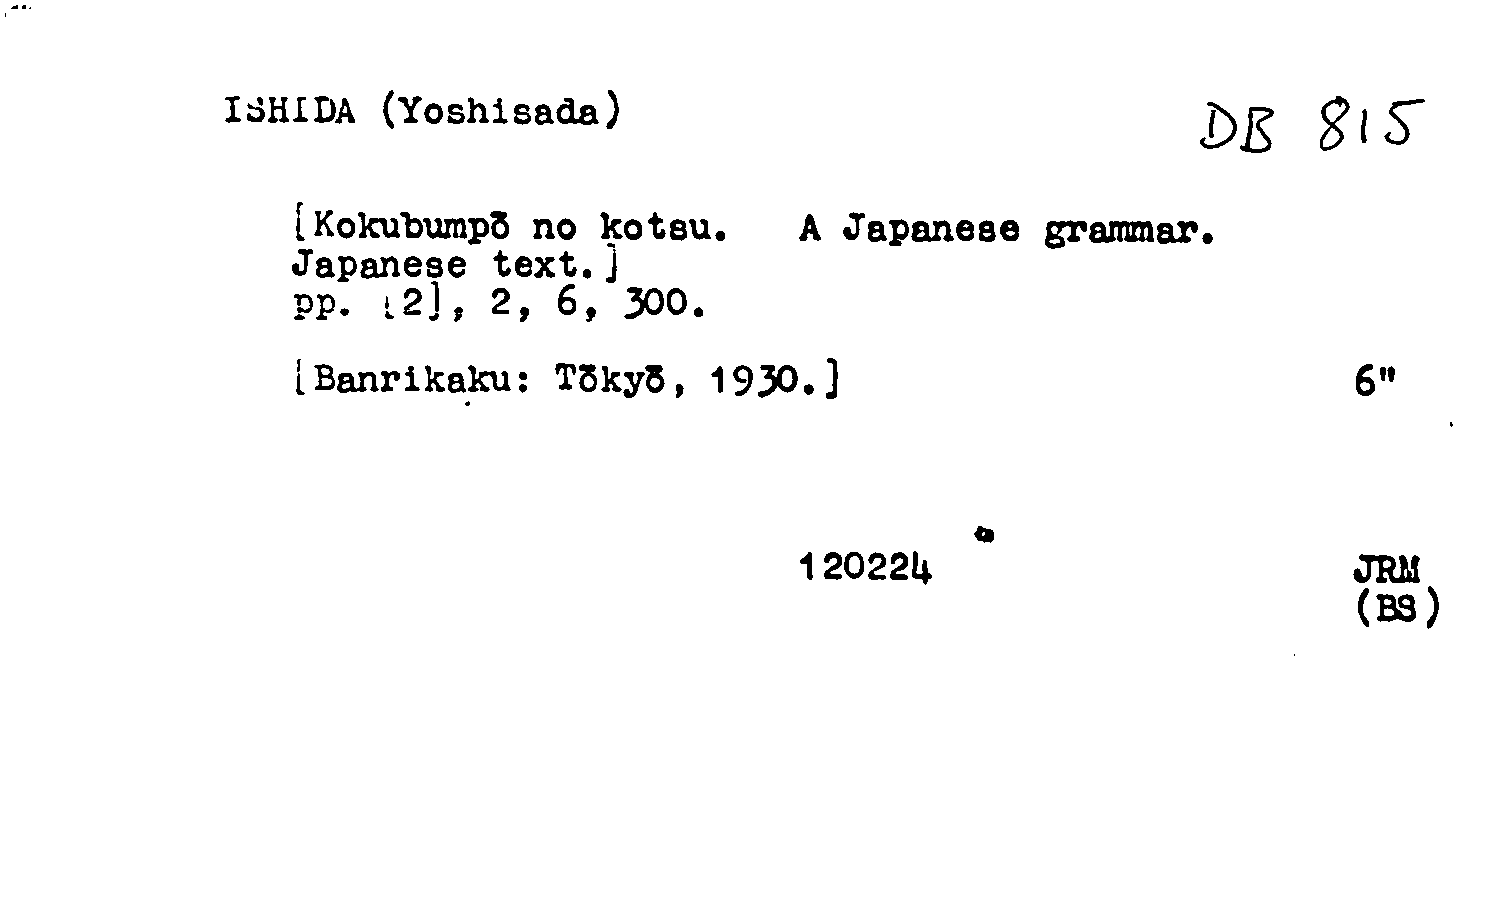 ISHIDA (Yoshisada)
DB 815
[Kokubumpō no kotsu. A Japanese grammar.
Japanese text.]
pp. [2], 2, 6, 300.
[Banrikaku: Tōkyō, 1930.]
6"
120224
JRM
(BS)